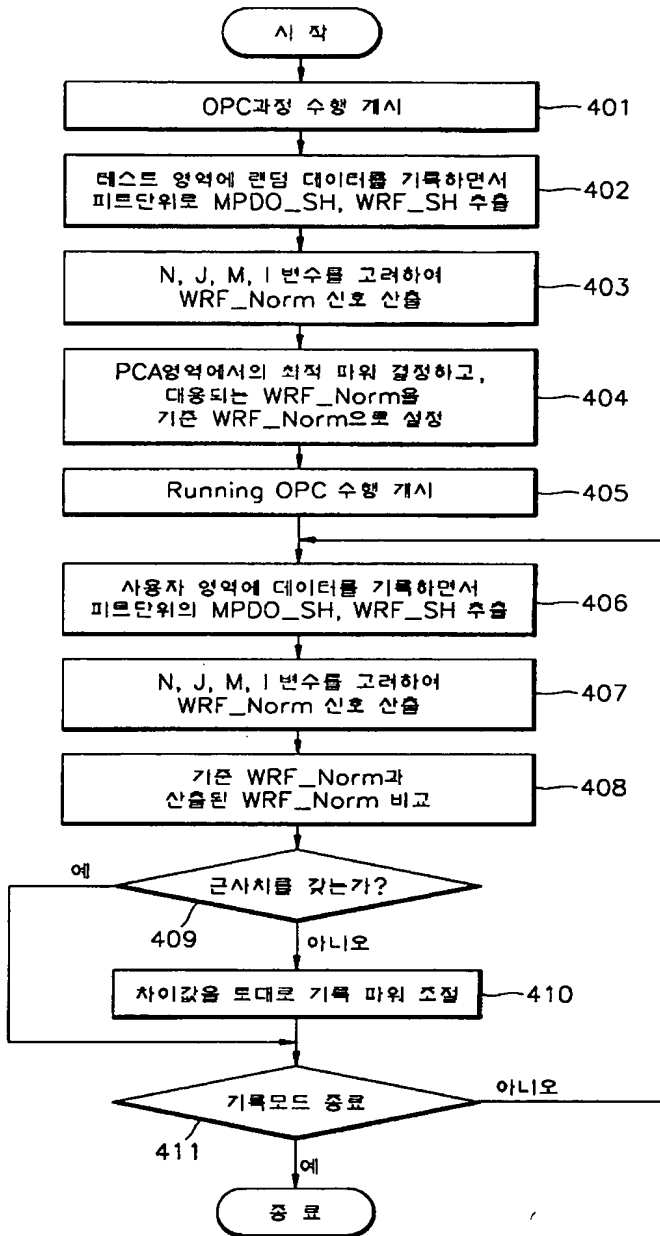 시 작
OPC과정 수행 개시
401
테스트 영역에 랜덤 데이터를 기록하면서
피트단위로 MPDO_SH, WRF_SH 추출
402
N, J, M, I 변수를 고려하여
WRF_Norm 신호 산출
403
PCA영역에서의 최적 파워 결정하고,
대응되는 WRF_Norm을
기준 WRF_Norm으로 설정
404
Running OPC 수행 개시
405
사용자 영역에 데이터를 기록하면서
피트단위의 MPDO_SH, WRF_SH 추출
406
N, J, M, I 변수를 고려하여
WRF_Norm 신호 산출
407
기준 WRF_Norm과
산출된 WRF_Norm 비교
408
예
근사치를 갖는가?
409
아니오
차이값을 토대로 기록 파워 조절
410
기록모드 종료
아니오
411
예
종 료